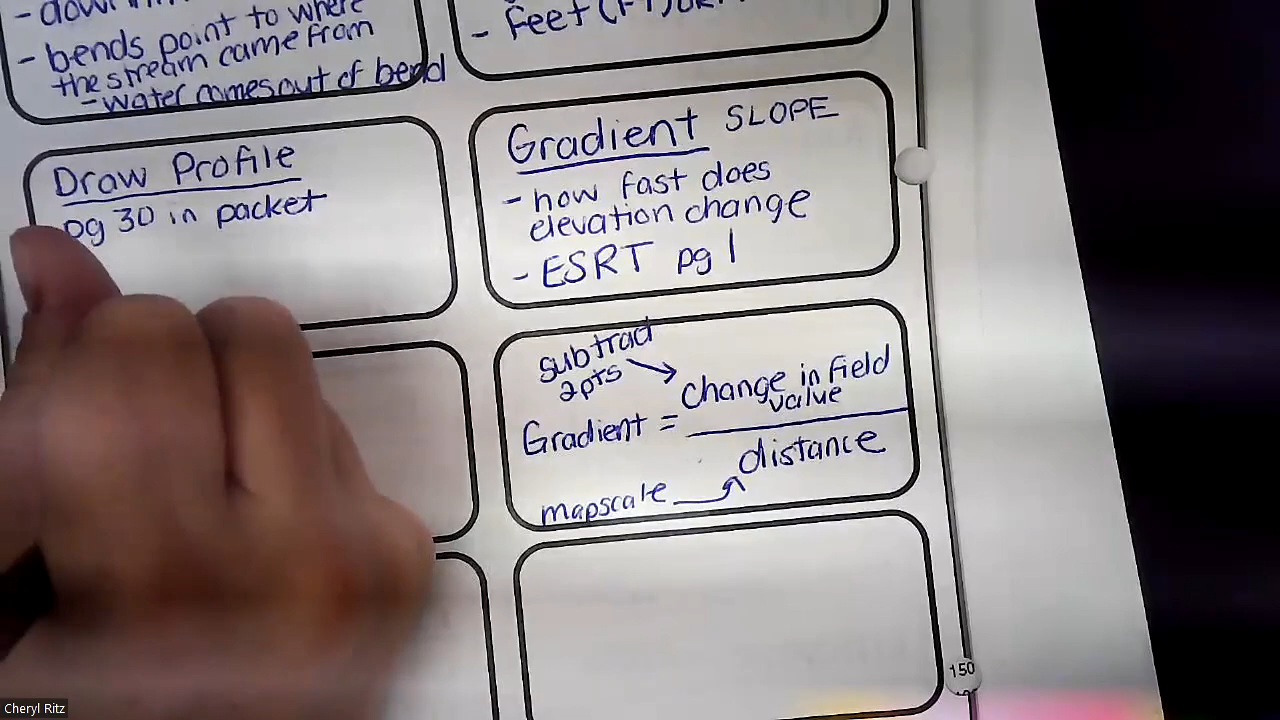 - bends point to where
the stream came from
- water comes out of bend
- feet (FT) or
Draw Profile
pg 30 in packet
Gradient SLOPE
- how fast does
elevation change
- ESRT pg 1
subtract
2pts
Gradient = change in field
value
distance
mapscale
150
Cheryl Ritz